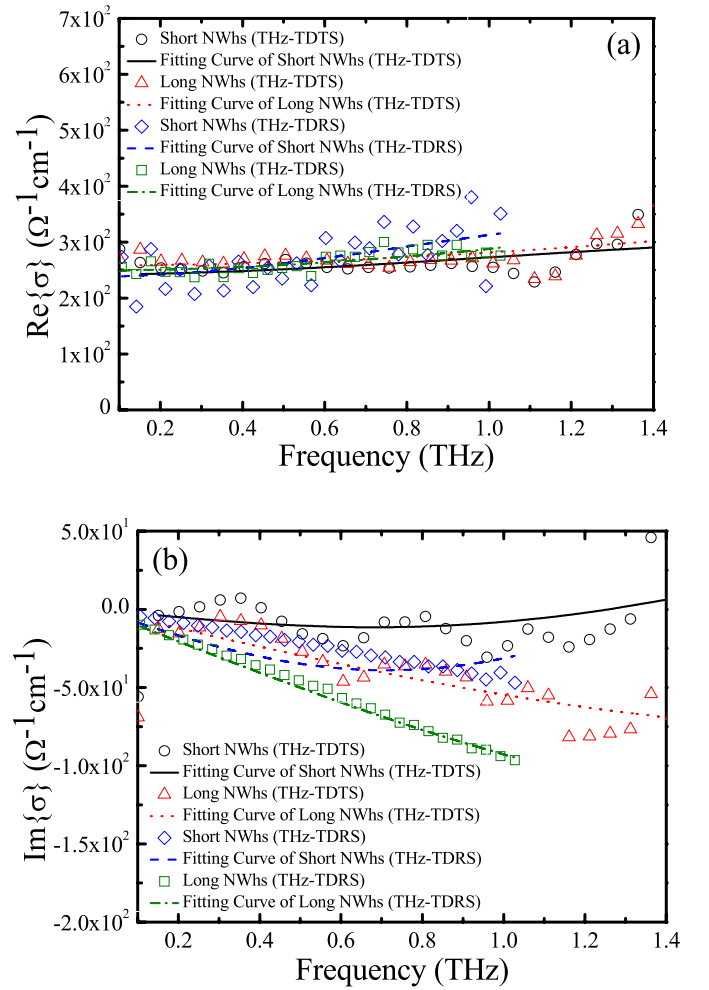 7x10²
6x10²
5x10²
4x10²
3x10²
2x10²
1x10²
0
Re{σ} (Ω⁻¹cm⁻¹)
(a)
Short NWhs (THz-TDTS)
Fitting Curve of Short NWhs (THz-TDTS)
Long NWhs (THz-TDTS)
Fitting Curve of Long NWhs (THz-TDTS)
Short NWhs (THz-TDRS)
Fitting Curve of Short NWhs (THz-TDRS)
Long NWhs (THz-TDRS)
Fitting Curve of Long NWhs (THz-TDRS)
0.2 0.4 0.6 0.8 1.0 1.2 1.4
Frequency (THz)
5.0x10¹
0.0
-5.0x10¹
-1.0x10²
-1.5x10²
-2.0x10²
Im{σ} (Ω⁻¹cm⁻¹)
(b)
Short NWhs (THz-TDTS)
Fitting Curve of Short NWhs (THz-TDTS)
Long NWhs (THz-TDTS)
Fitting Curve of Long NWhs (THz-TDTS)
Short NWhs (THz-TDRS)
Fitting Curve of Short NWhs (THz-TDRS)
Long NWhs (THz-TDRS)
Fitting Curve of Long NWhs (THz-TDRS)
0.2 0.4 0.6 0.8 1.0 1.2 1.4
Frequency (THz)